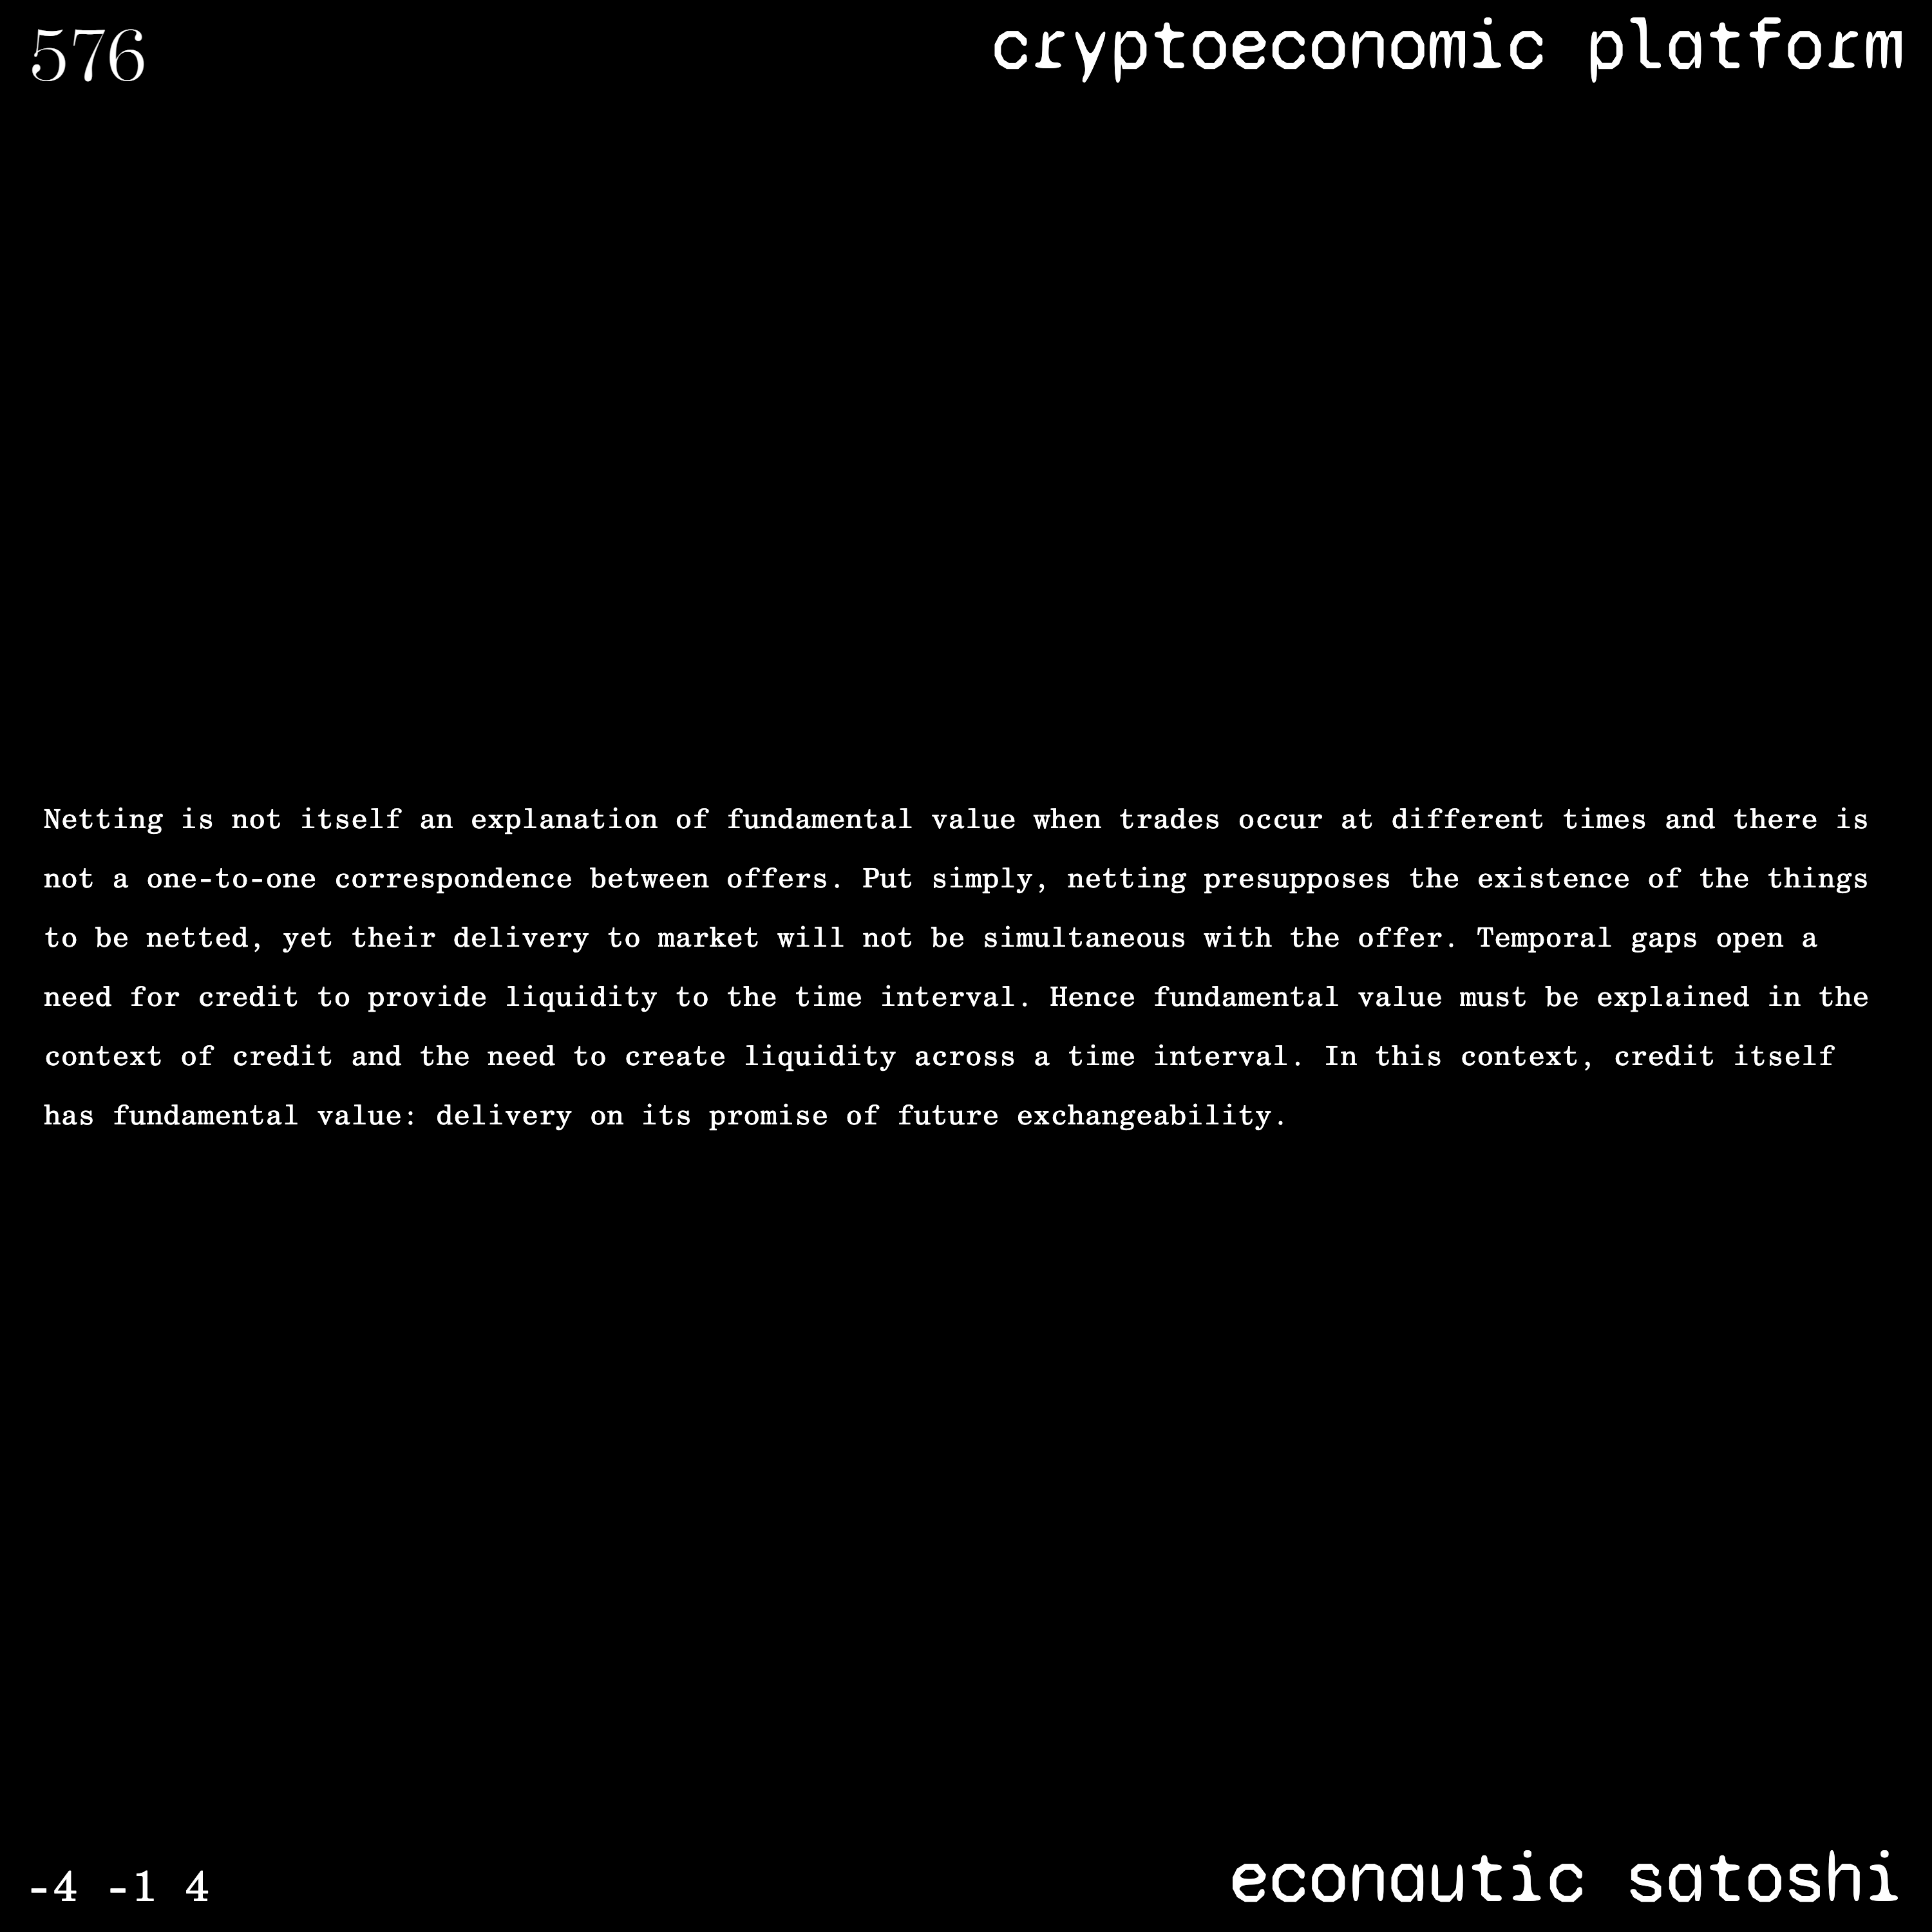 576
cryptoeconomic platform
Netting is not itself an explanation of fundamental value when trades occur at different times and there is
not a one-to-one correspondence between offers. Put simply, netting presupposes the existence of the things
to be netted, yet their delivery to market will not be simultaneous with the offer. Temporal gaps open a
need for credit to provide liquidity to the time interval. Hence fundamental value must be explained in the
context of credit and the need to create liquidity across a time interval. In this context, credit itself
has fundamental value: delivery on its promise of future exchangeability.
-4 -1 4
econautic satoshi